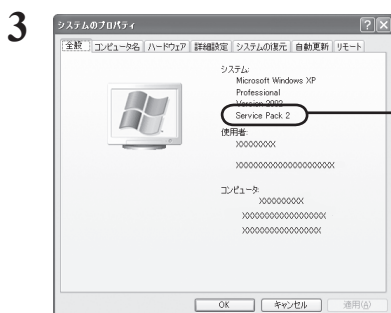 3
システムのプロパティ
全般 コンピュータ名 ハードウェア 詳細設定 システムの復元 自動更新 リモート
システム:
Microsoft Windows XP
Professional
Version 2002
Service Pack 2
使用者:
XXXXXXXX
XXXXXXXXXXXXXXXXXXXX
コンピュータ:
XXXXXXXXX
XXXXXXXXXXXXXXXXX
XXXXXXXXXXXXXXXX
OK キャンセル 適用(A)